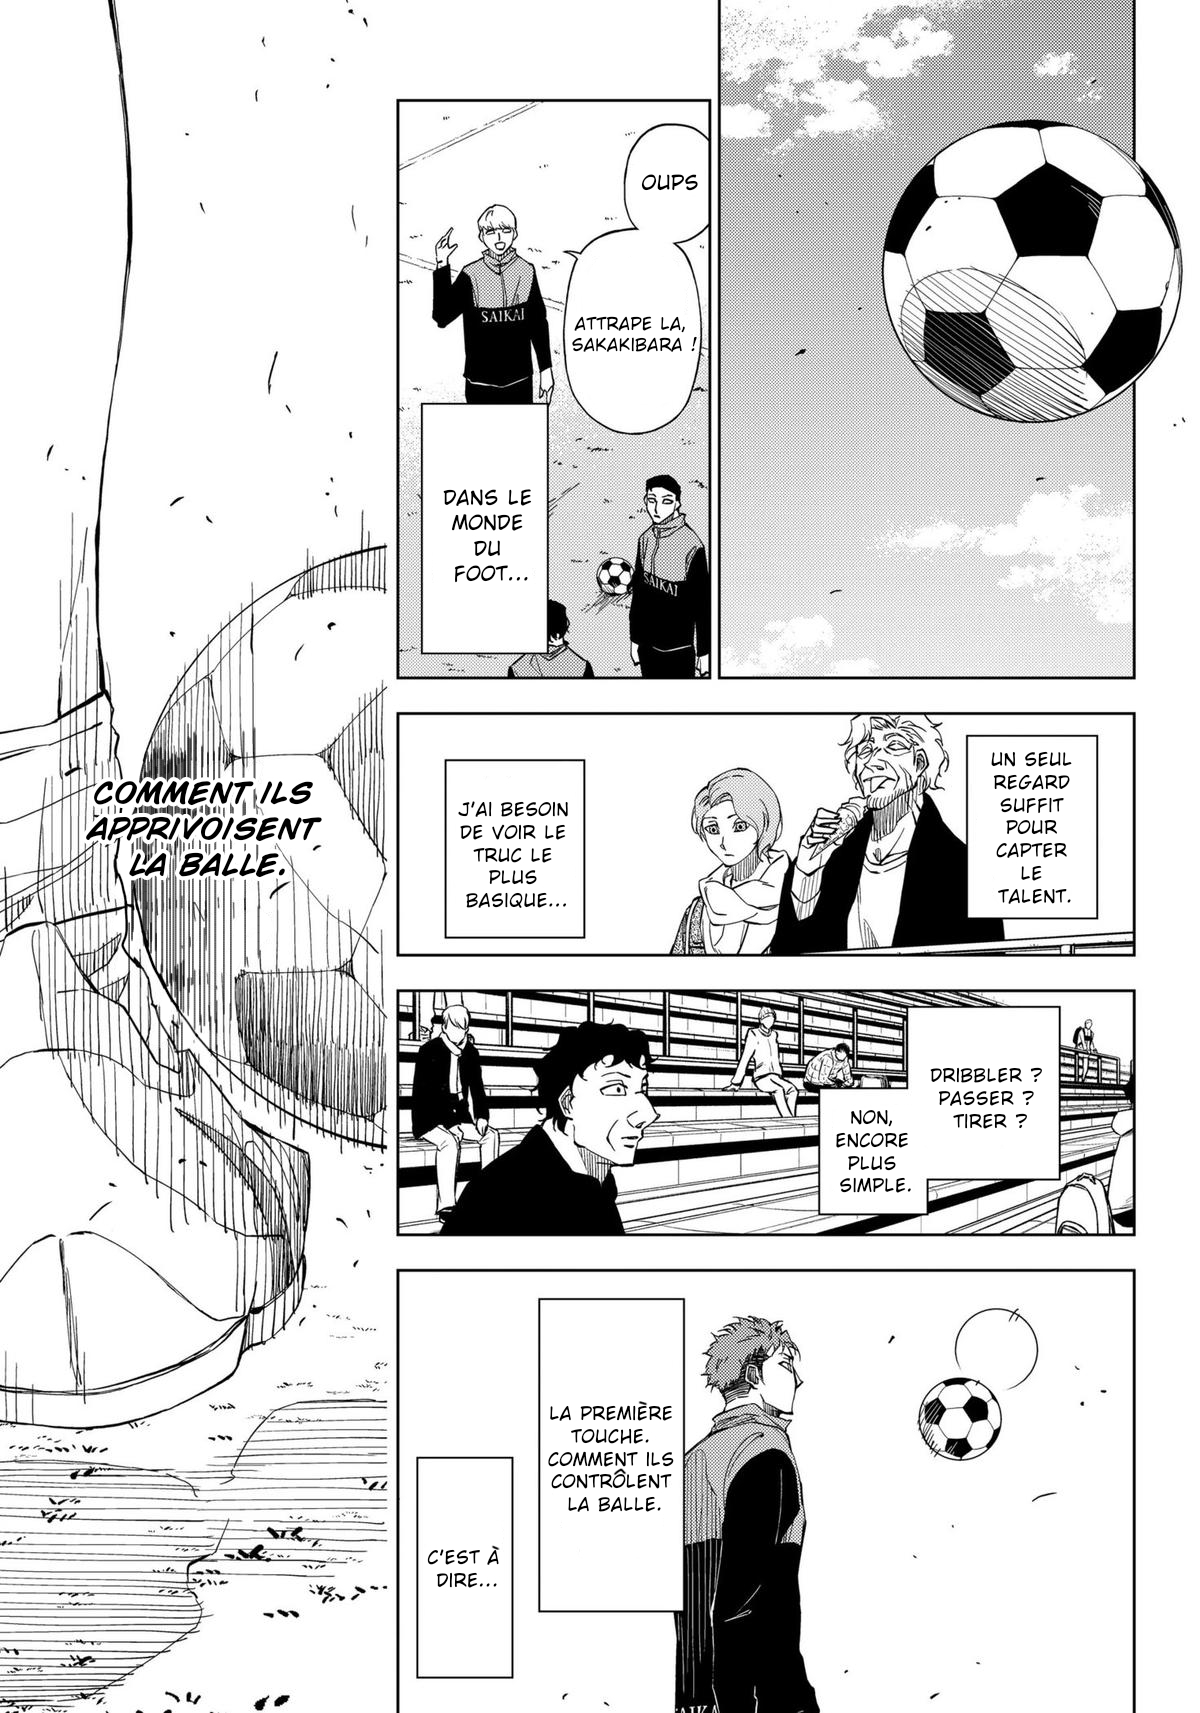 OUPS
ATTRAPE LA,
SAKAKIBARA !
SAIKAI
DANS LE
MONDE
DU
FOOT...
SAIKAI
UN SEUL
REGARD
SUFFIT
POUR
CAPTER
LE
TALENT.
J'AI BESOIN
DE VOIR LE
TRUC LE
PLUS
BASIQUE...
DRIBBLER ?
PASSER ?
TIRER ?
NON,
ENCORE
PLUS
SIMPLE.
LA PREMIÈRE
TOUCHE.
COMMENT ILS
CONTRÔLENT
LA BALLE.
C'EST À
DIRE...
SAIKA
COMMENT ILS
APPRIVOISENT
LA BALLE.